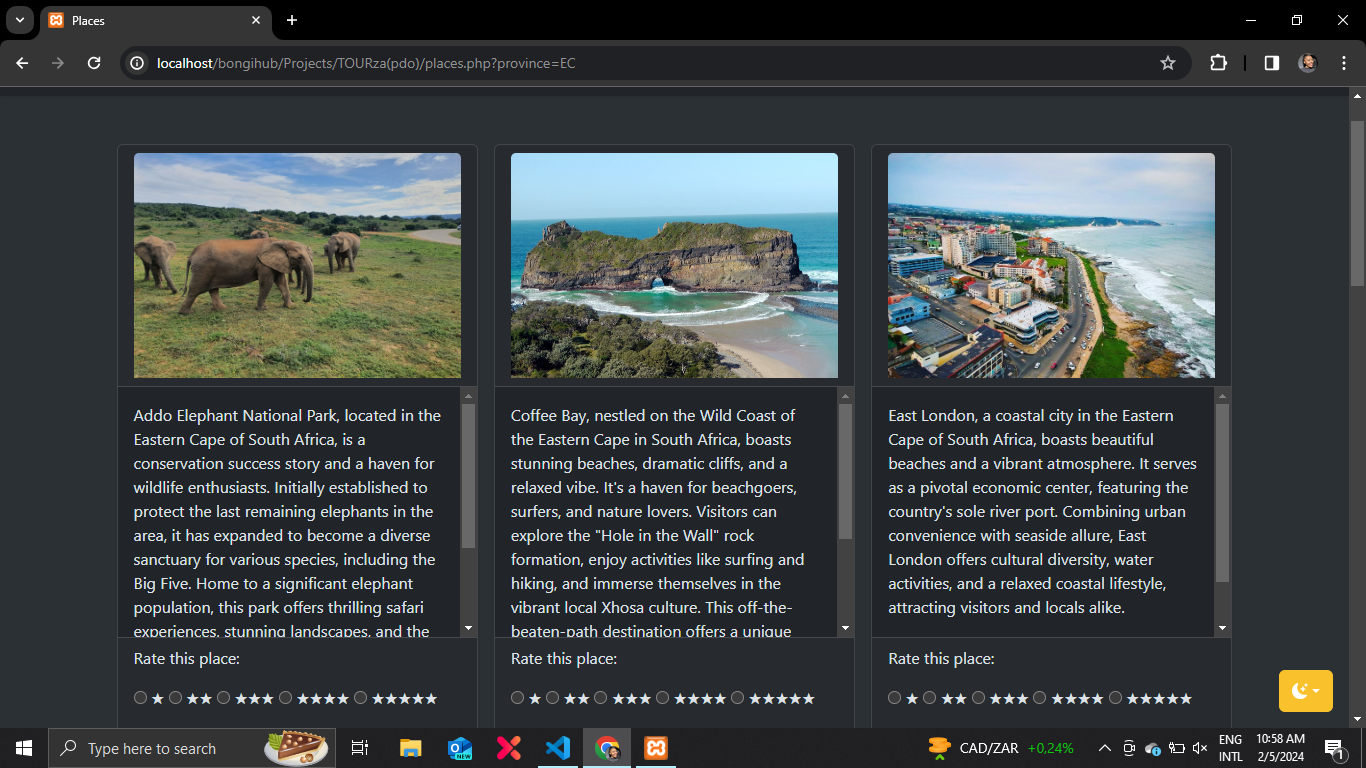 Places
localhost/bongihub/Projects/TOURza(pdo)/places.php?province=EC
Addo Elephant National Park, located in the
Eastern Cape of South Africa, is a
conservation success story and a haven for
wildlife enthusiasts. Initially established to
protect the last remaining elephants in the
area, it has expanded to become a diverse
sanctuary for various species, including the
Big Five. Home to a significant elephant
population, this park offers thrilling safari
experiences, stunning landscapes, and the
Rate this place:
★ ★★ ★★★ ★★★★ ★★★★★
Coffee Bay, nestled on the Wild Coast of
the Eastern Cape in South Africa, boasts
stunning beaches, dramatic cliffs, and a
relaxed vibe. It's a haven for beachgoers,
surfers, and nature lovers. Visitors can
explore the "Hole in the Wall" rock
formation, enjoy activities like surfing and
hiking, and immerse themselves in the
vibrant local Xhosa culture. This off-the-
beaten-path destination offers a unique
Rate this place:
★ ★★ ★★★ ★★★★ ★★★★★
East London, a coastal city in the Eastern
Cape of South Africa, boasts beautiful
beaches and a vibrant atmosphere. It serves
as a pivotal economic center, featuring the
country's sole river port. Combining urban
convenience with seaside allure, East
London offers cultural diversity, water
activities, and a relaxed coastal lifestyle,
attracting visitors and locals alike.
Rate this place:
★ ★★ ★★★ ★★★★ ★★★★★
Type here to search
NEW
CAD/ZAR +0,24%
ENG
INTL
10:58 AM
2/5/2024
1